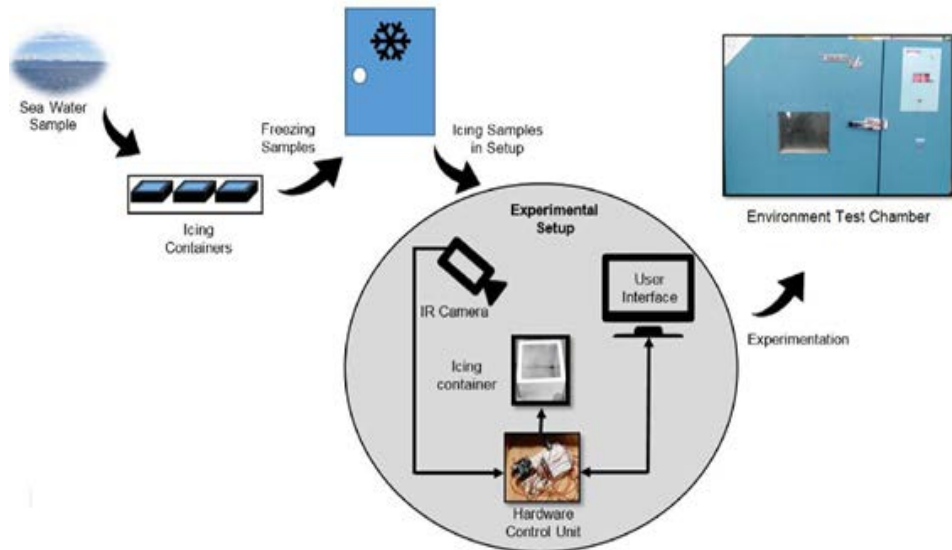 Sea Water
Sample
Freezing
Samples
Icing
Containers
Icing Samples
in Setup
Experimental
Setup
IR Camera
User
Interface
Icing
container
Hardware
Control Unit
Environment Test Chamber
Experimentation